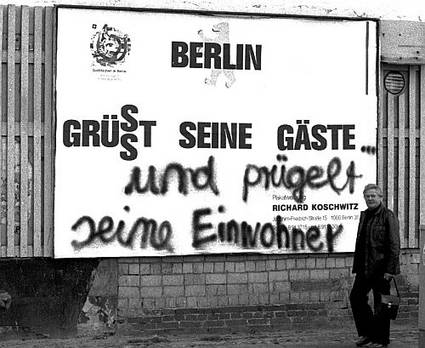 BERLIN
GRÜSST SEINE GÄSTE...
und prügelt
RICHARD KOSCHWITZ
seine Einwohner